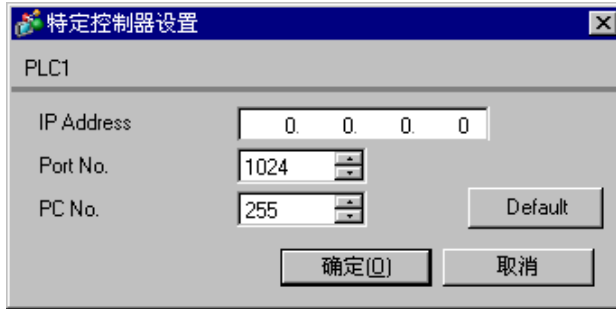 特定控制器设置
PLC1
IP Address 0. 0. 0. 0
Port No. 1024
PC No. 255 Default
确定(O) 取消